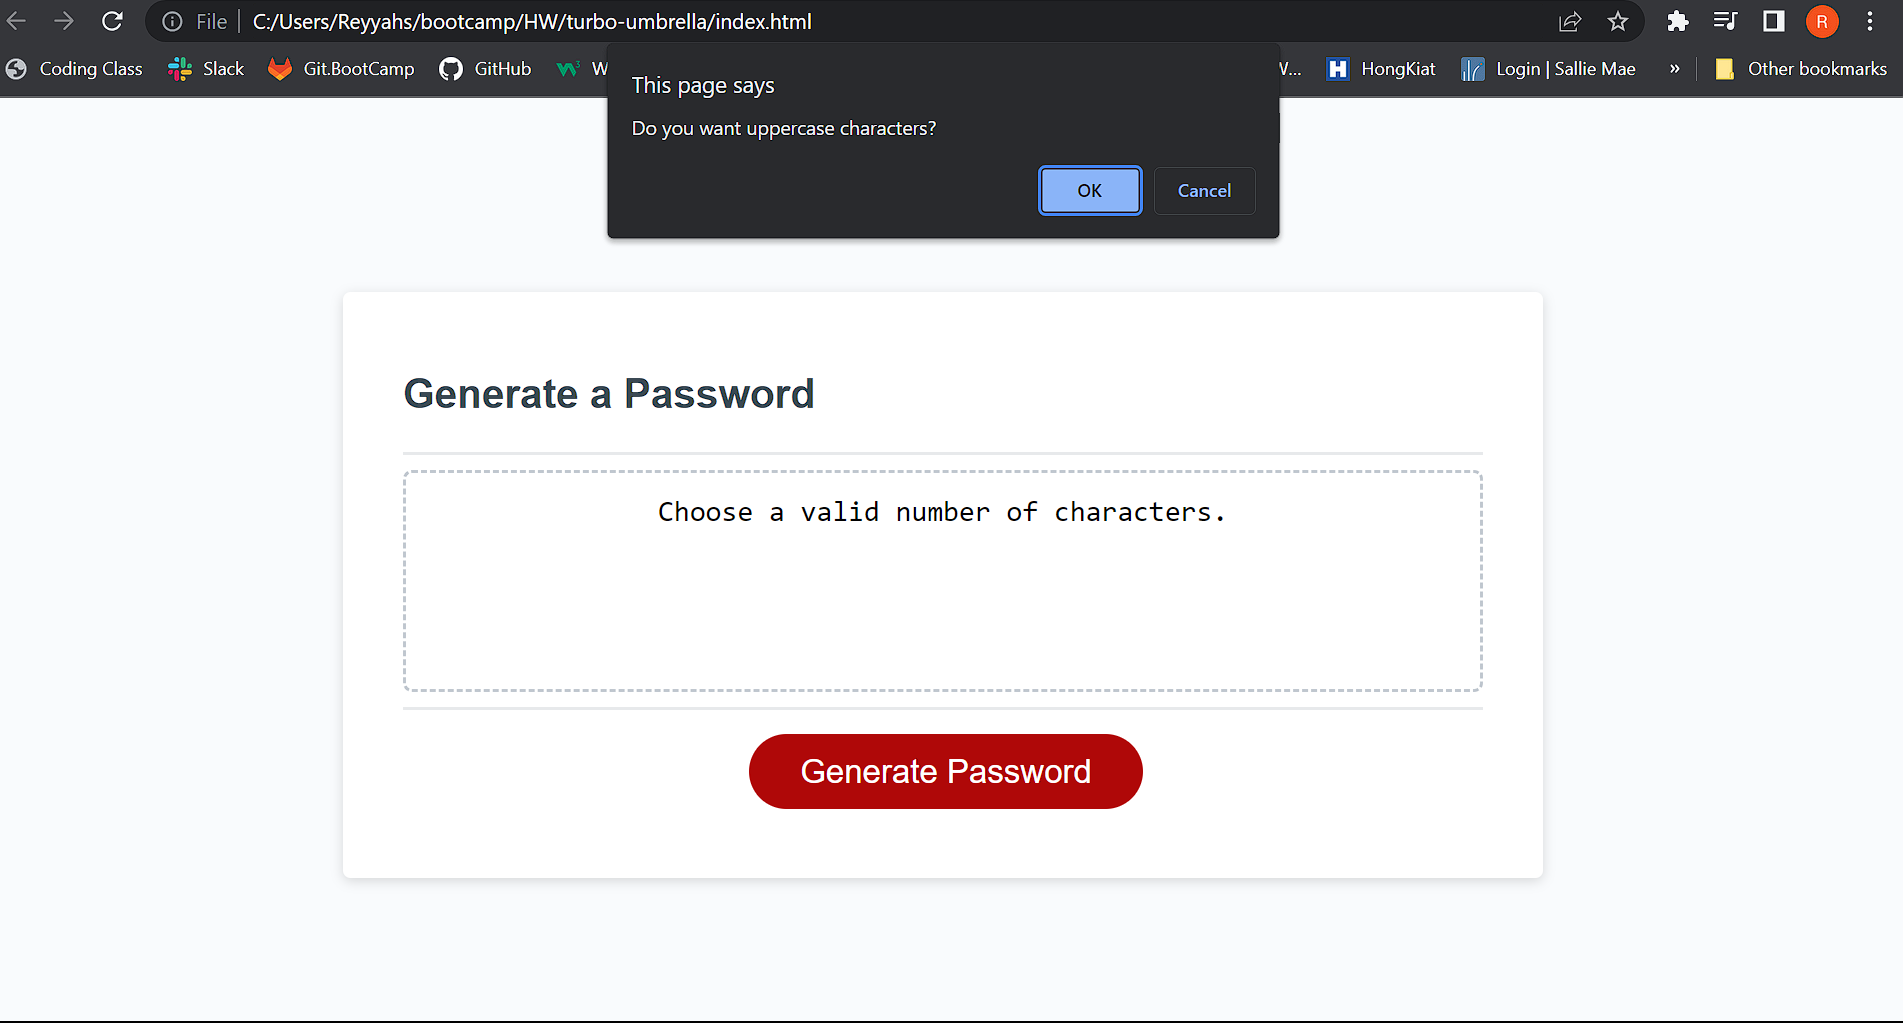 File C:/Users/Reyyahs/bootcamp/HW/turbo-umbrella/index.html R
Coding Class Slack Git.BootCamp GitHub W HongKiat Login | Sallie Mae » Other bookmarks
This page says
Do you want uppercase characters?
OK Cancel
Generate a Password
Choose a valid number of characters.
Generate Password